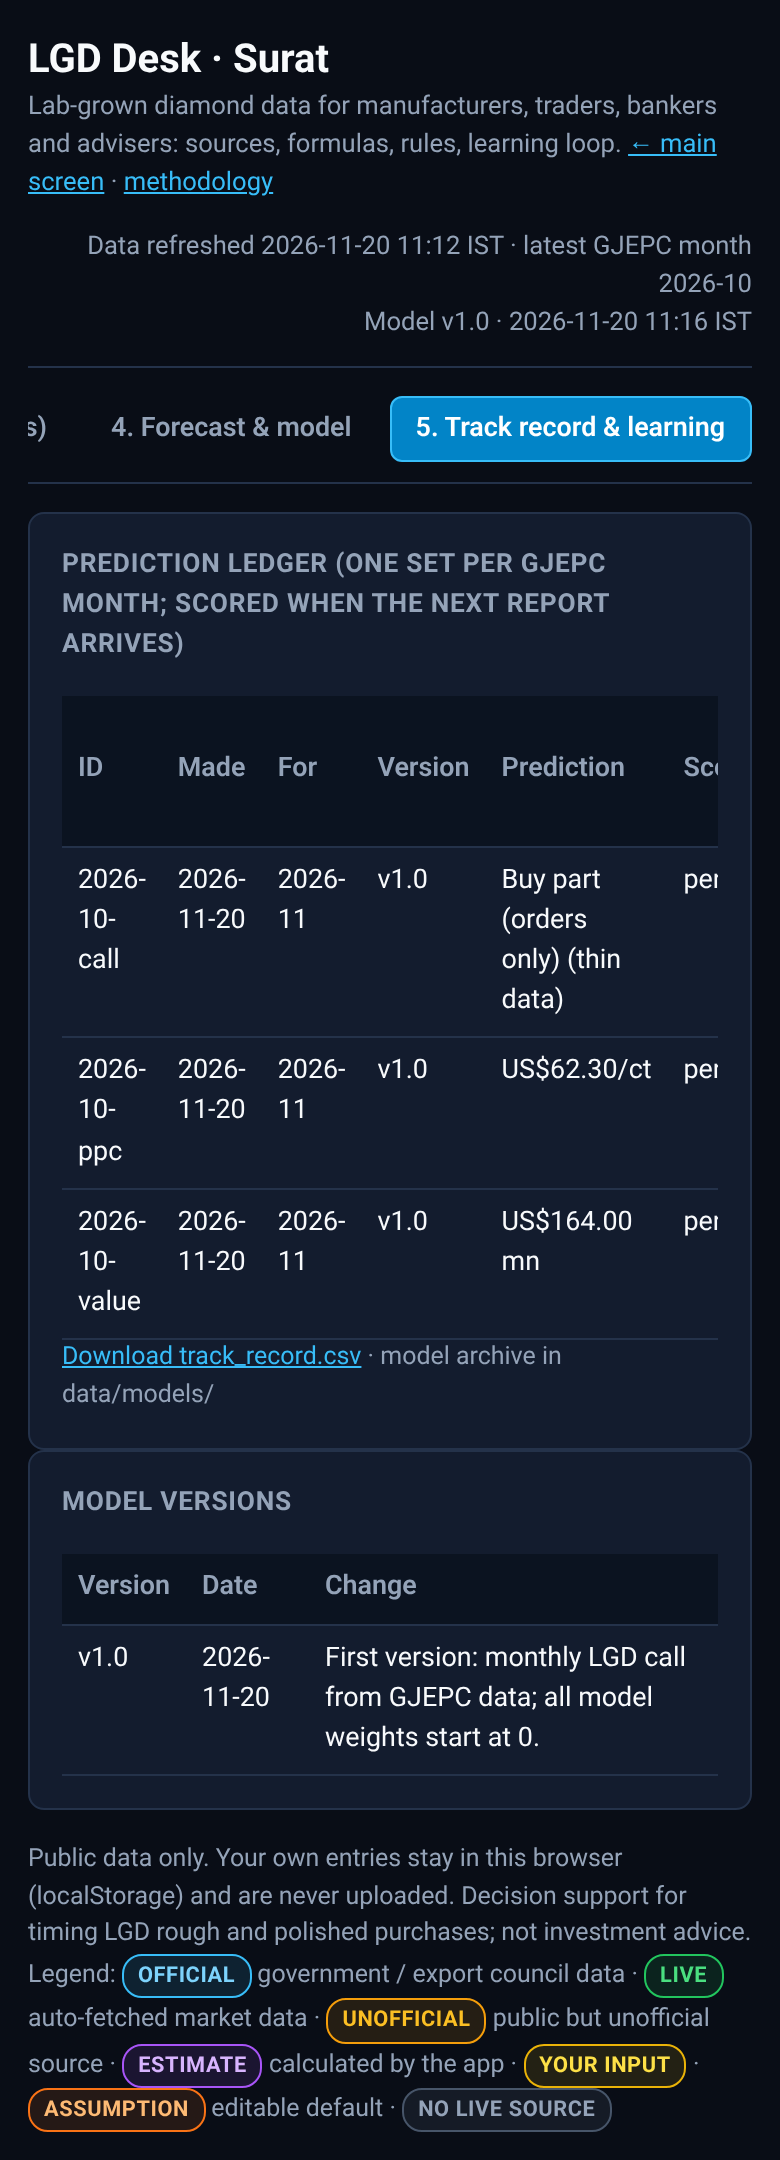 LGD Desk · Surat
Lab-grown diamond data for manufacturers, traders, bankers
and advisers: sources, formulas, rules, learning loop. ← main
screen · methodology
Data refreshed 2026-11-20 11:12 IST · latest GJEPC month
2026-10
Model v1.0 · 2026-11-20 11:16 IST
s) 4. Forecast & model 5. Track record & learning
PREDICTION LEDGER (ONE SET PER GJEPC
MONTH; SCORED WHEN THE NEXT REPORT
ARRIVES)
ID Made For Version Prediction
2026- 2026- 2026- v1.0 Buy part
10- 11-20 11 (orders
call only) (thin
data)
2026- 2026- 2026- v1.0 US$62.30/ct
10- 11-20 11
ppc
2026- 2026- 2026- v1.0 US$164.00
10- 11-20 11 mn
value
Download track_record.csv · model archive in
data/models/
MODEL VERSIONS
Version Date Change
v1.0 2026- First version: monthly LGD call
11-20 from GJEPC data; all model
weights start at 0.
Public data only. Your own entries stay in this browser
(localStorage) and are never uploaded. Decision support for
timing LGD rough and polished purchases; not investment advice.
Legend: OFFICIAL government / export council data · LIVE
auto-fetched market data · UNOFFICIAL public but unofficial
source · ESTIMATE calculated by the app · YOUR INPUT ·
ASSUMPTION editable default · NO LIVE SOURCE